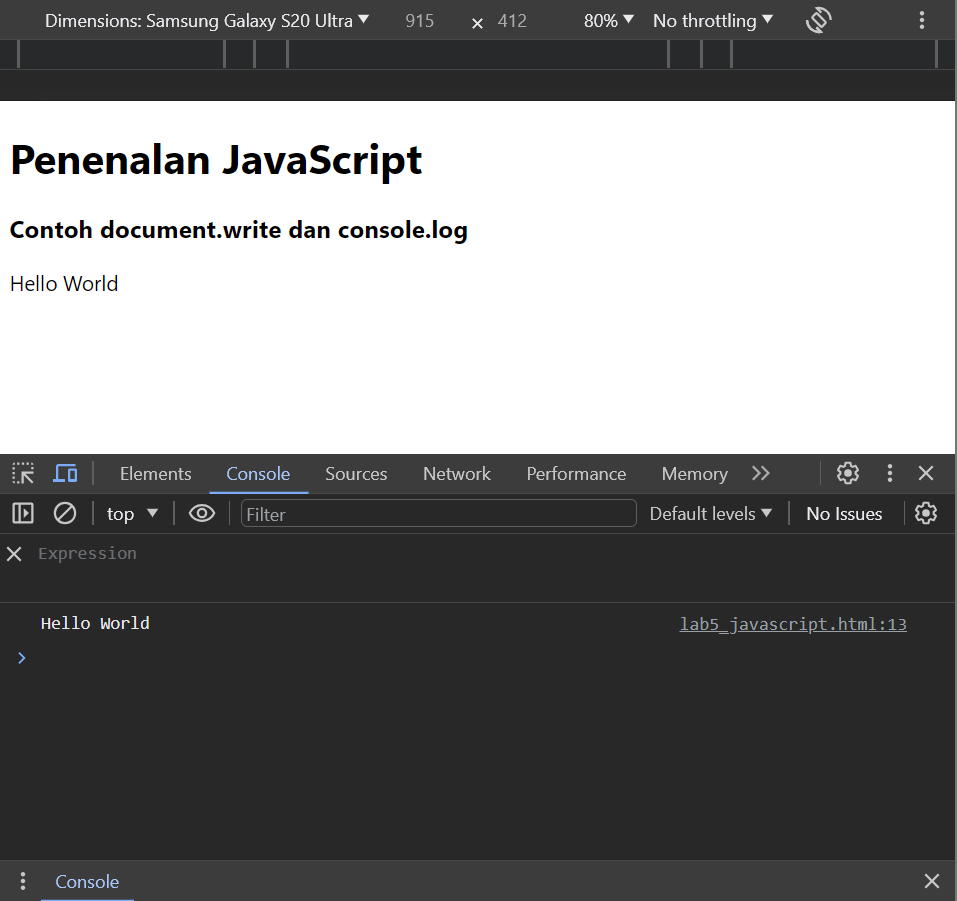 Dimensions: Samsung Galaxy S20 Ultra 915 × 412 80% No throttling
Penenalan JavaScript
Contoh document.write dan console.log
Hello World
Elements Console Sources Network Performance Memory
top Filter Default levels No Issues
Expression
Hello World lab5_javascript.html:13
Console